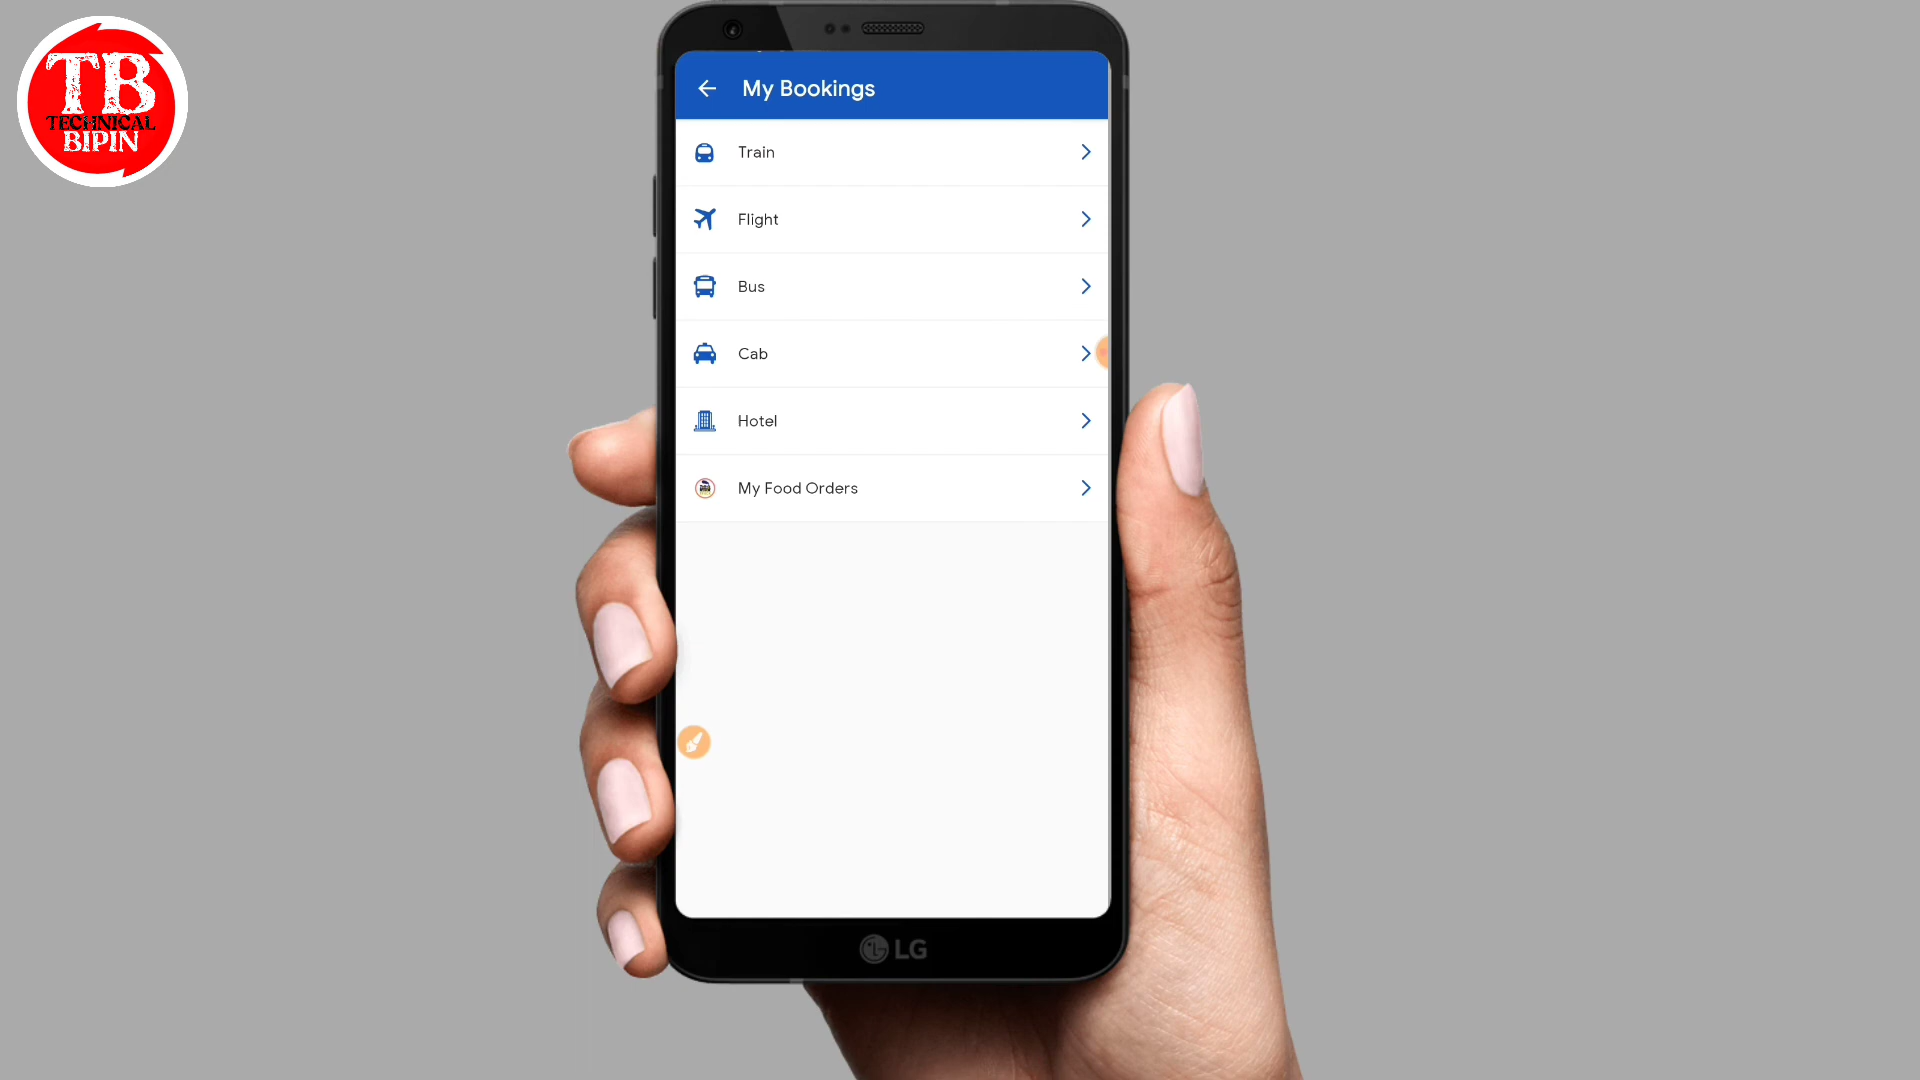 TB
TECHNICAL
BIPIN
My Bookings
Train
Flight
Bus
Cab
Hotel
My Food Orders
LG